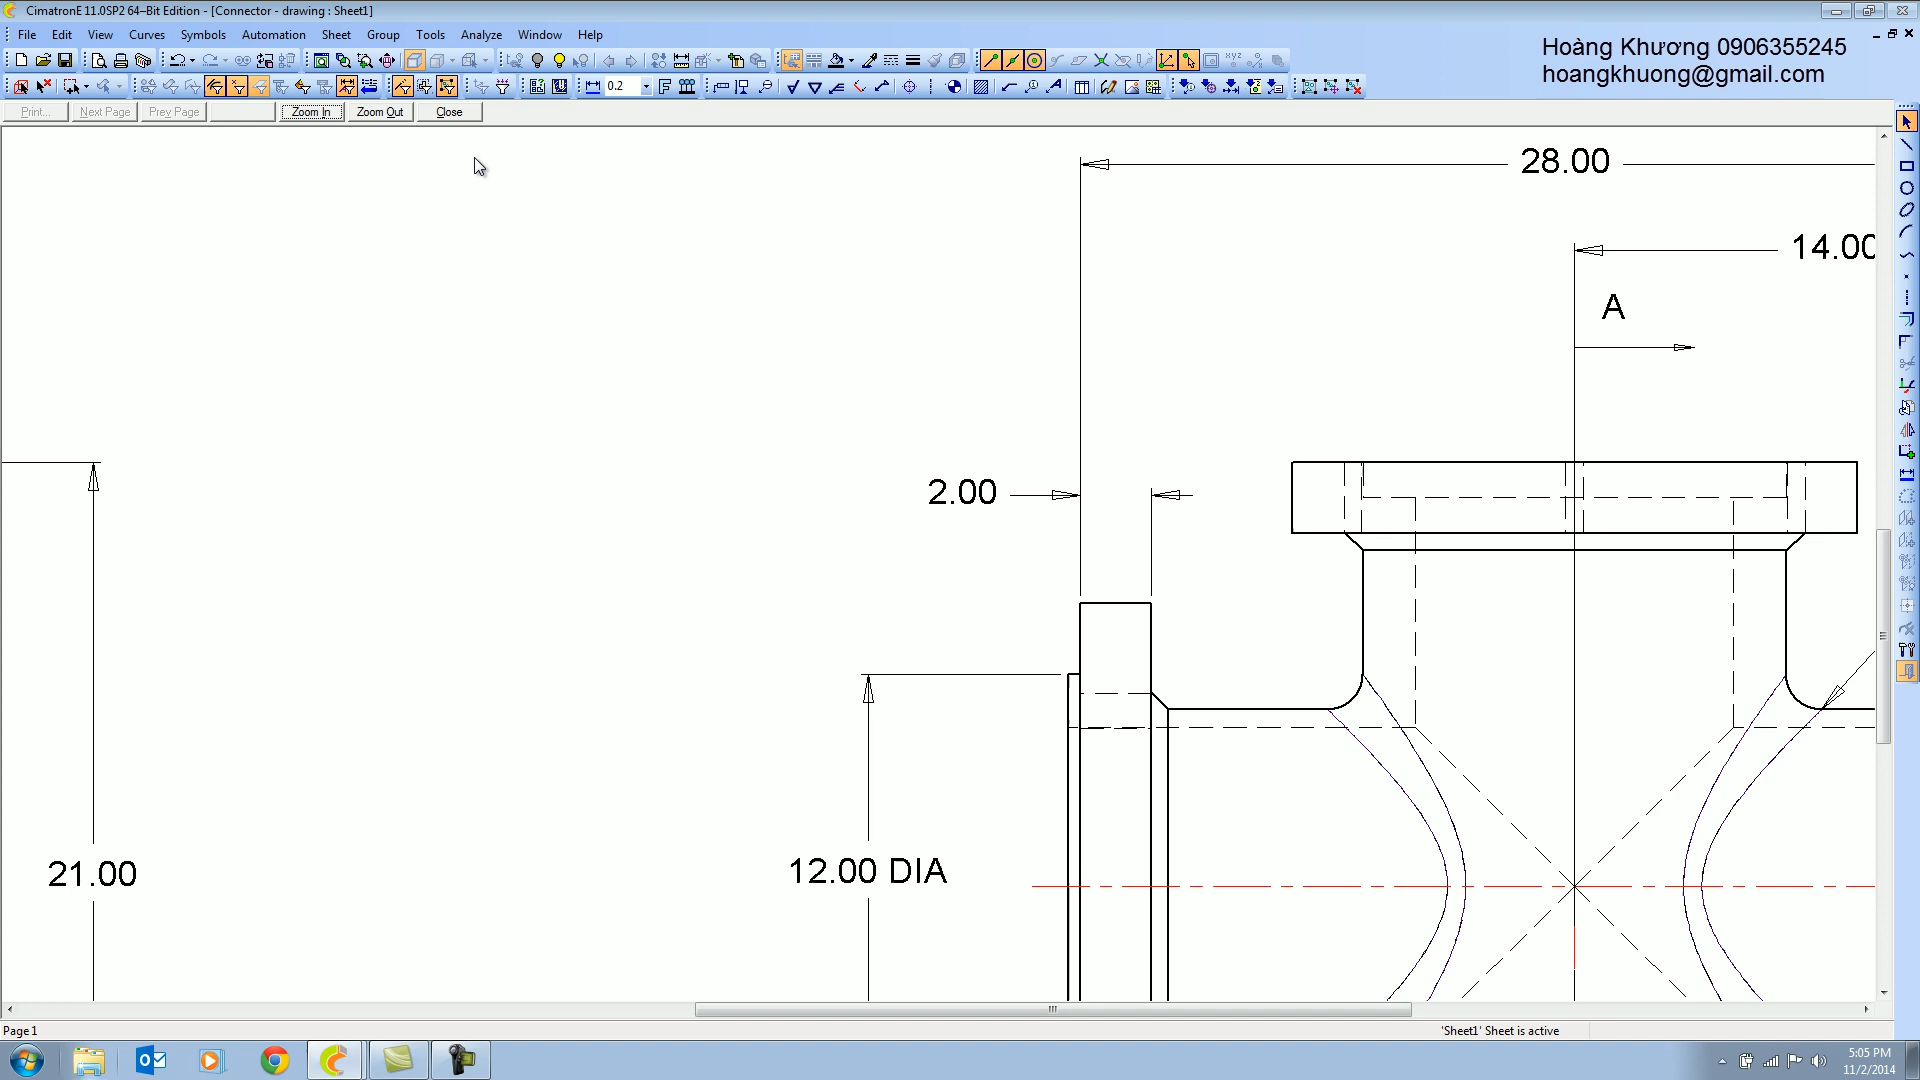 CimatronE 11.0SP2 64–Bit Edition - [Connector - drawing : Sheet1]
File Edit View Curves Symbols Automation Sheet Group Tools Analyze Window Help
Hoàng Khương 0906355245
hoangkhuong@gmail.com
0.2
Print... Next Page Prev Page Zoom In Zoom Out Close
28.00
14.00
A
2.00
12.00 DIA
21.00
Page 1
'Sheet1' Sheet is active
5:05 PM
11/2/2014